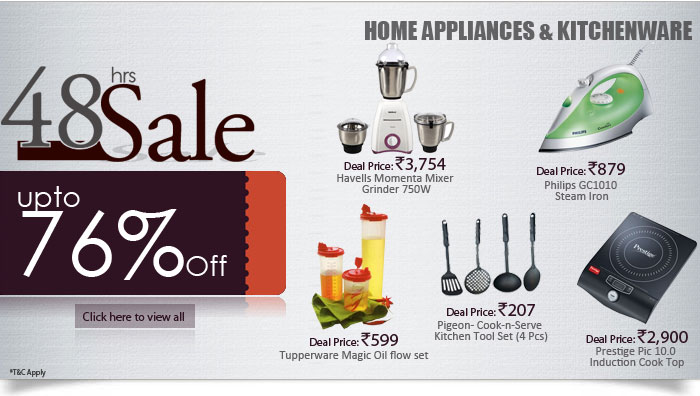 HOME APPLIANCES & KITCHENWARE
48 hrs
Sale
upto
76% Off
Click here to view all
*T&C Apply
Deal Price: ₹3,754
Havells Momenta Mixer
Grinder 750W
PHILIPS
Deal Price: ₹879
Philips GC1010
Steam Iron
Deal Price: ₹599
Tupperware Magic Oil flow set
Deal Price: ₹207
Pigeon- Cook-n-Serve
Kitchen Tool Set (4 Pcs)
Prestige
Deal Price: ₹2,900
Prestige Pic 10.0
Induction Cook Top